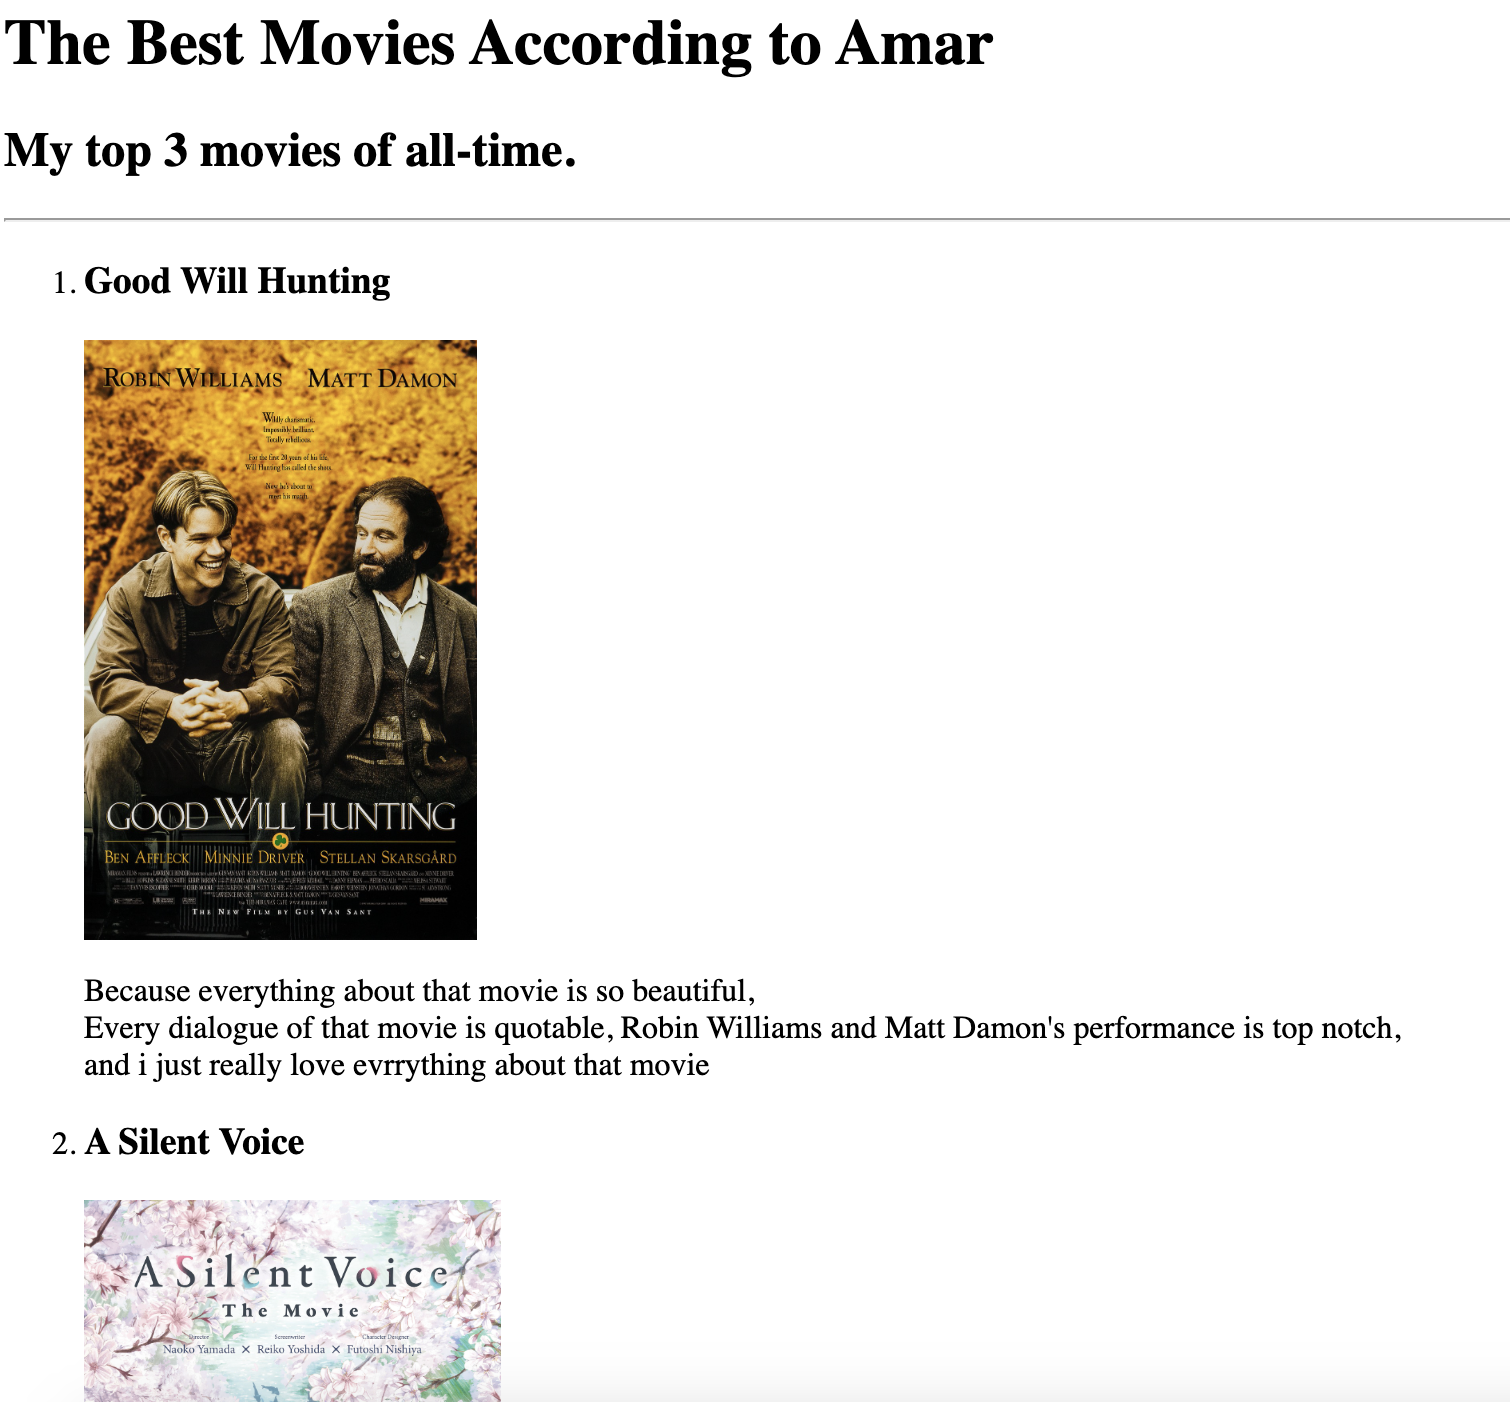 The Best Movies According to Amar
My top 3 movies of all-time.
1. Good Will Hunting
ROBIN WILLIAMS MATT DAMON
Wildly charismatic.
Impossibly brilliant.
Totally rebellious.
For the first 20 years of his life,
Will Hunting has called the shots.
Now he's about to
meet his match.
GOOD WILL HUNTING
BEN AFFLECK MINNIE DRIVER STELLAN SKARSGÅRD
MIRAMAX
THE NEW FILM BY GUS VAN SANT
Because everything about that movie is so beautiful,
Every dialogue of that movie is quotable, Robin Williams and Matt Damon's performance is top notch,
and i just really love evrrything about that movie
2. A Silent Voice
A Silent Voice
The Movie
Director Screenwriter Character Designer
Naoko Yamada × Reiko Yoshida × Futoshi Nishiya